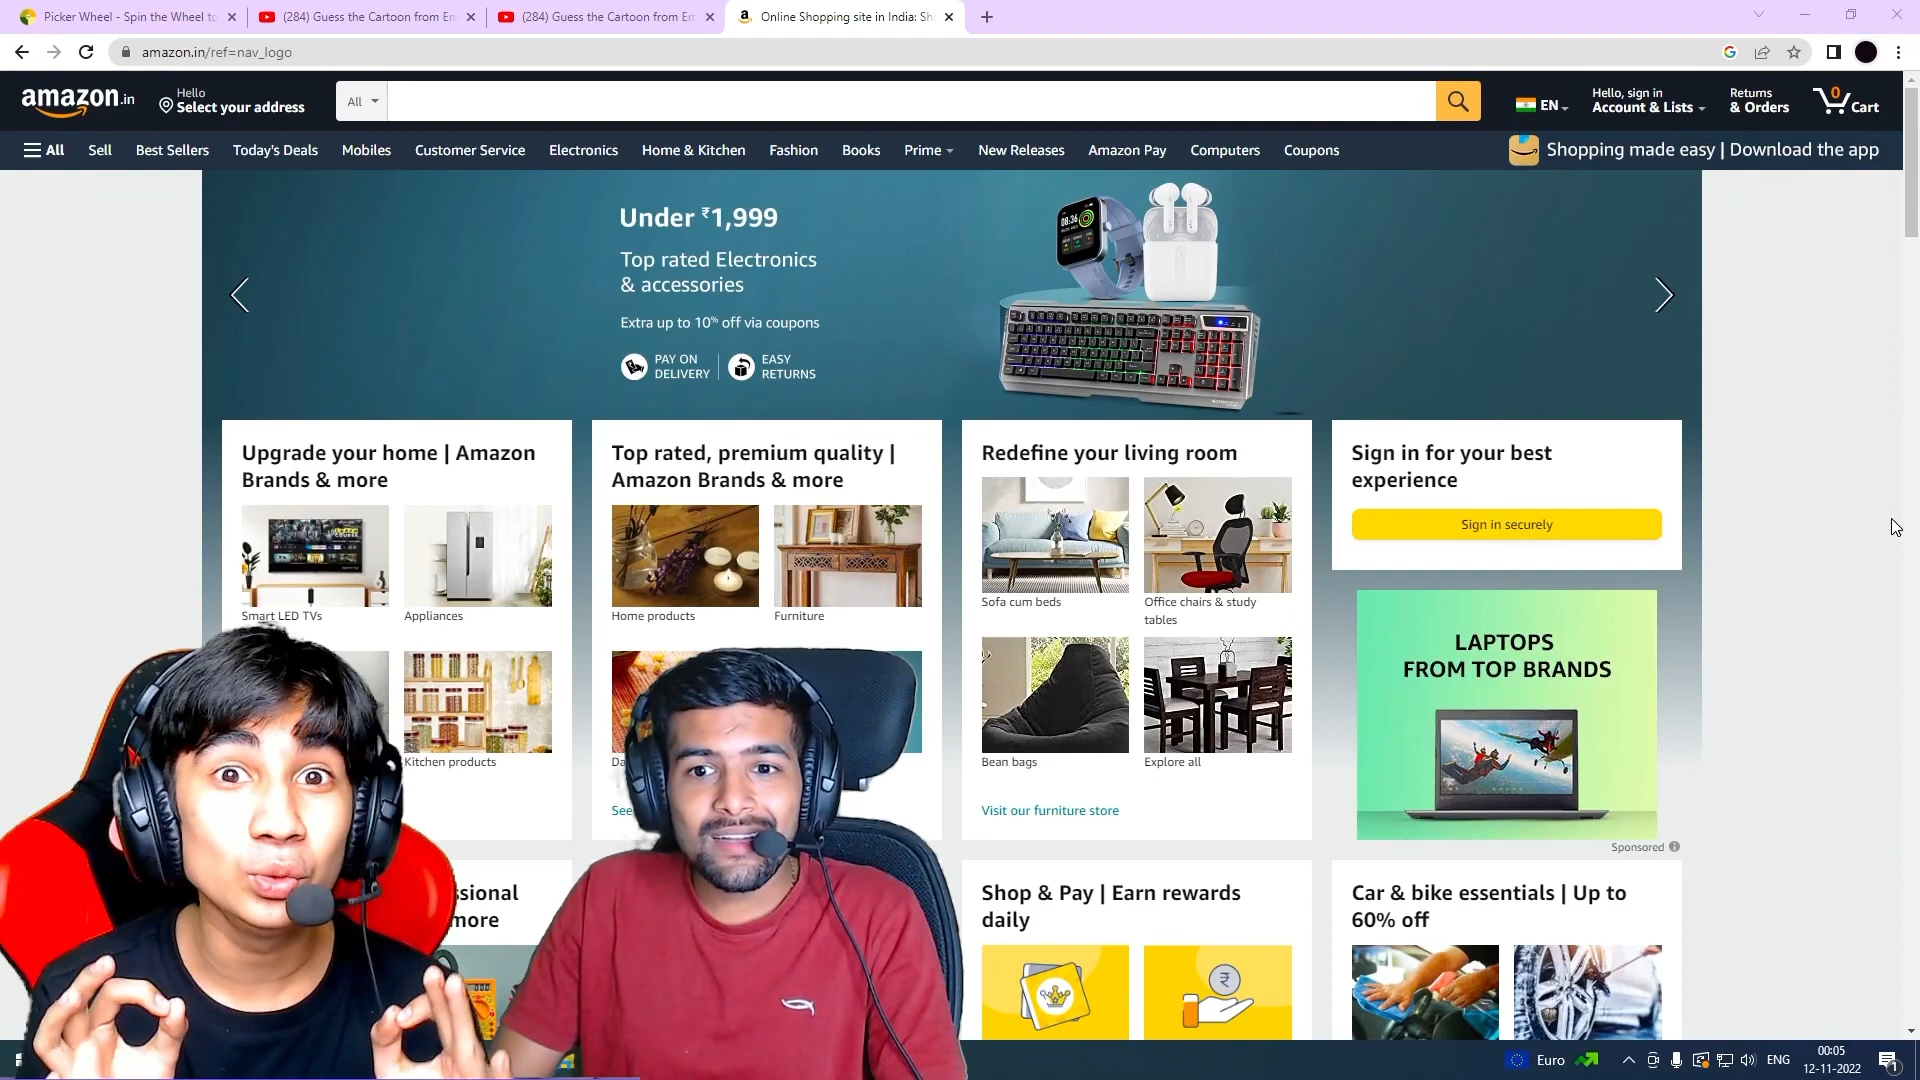 Picker Wheel - Spin the Wheel to
(284) Guess the Cartoon from Em
(284) Guess the Cartoon from Em
Online Shopping site in India: Sh
amazon.in/ref=nav_logo
amazon.in
Hello
Select your address
All
EN
Hello, sign in
Account & Lists
Returns
& Orders
0
Cart
All
Sell
Best Sellers
Today's Deals
Mobiles
Customer Service
Electronics
Home & Kitchen
Fashion
Books
Prime
New Releases
Amazon Pay
Computers
Coupons
Shopping made easy | Download the app
Under ₹1,999
Top rated Electronics
& accessories
Extra up to 10% off via coupons
PAY ON
DELIVERY
EASY
RETURNS
08:36
Upgrade your home | Amazon
Brands & more
Smart LED TVs
Appliances
Kitchen products
Top rated, premium quality |
Amazon Brands & more
Home products
Furniture
Da
See
Redefine your living room
Sofa cum beds
Office chairs & study
tables
Bean bags
Explore all
Visit our furniture store
Sign in for your best
experience
Sign in securely
LAPTOPS
FROM TOP BRANDS
Sponsored
ssional
more
Shop & Pay | Earn rewards
daily
Car & bike essentials | Up to
60% off
Euro
ENG
00:05
12-11-2022
1